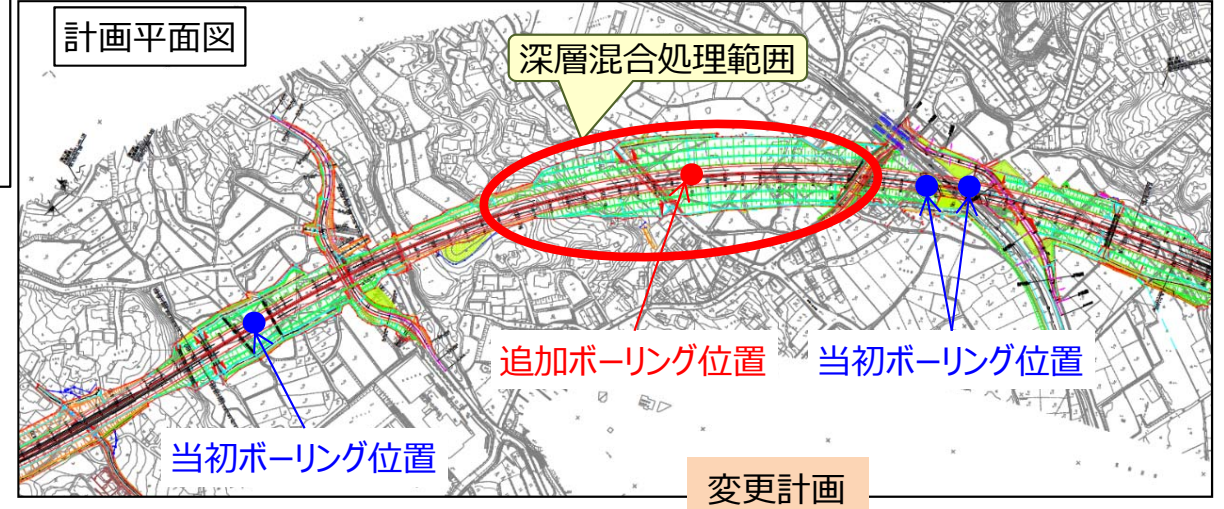 計画平面図
深層混合処理範囲
追加ボーリング位置
当初ボーリング位置
当初ボーリング位置
変更計画